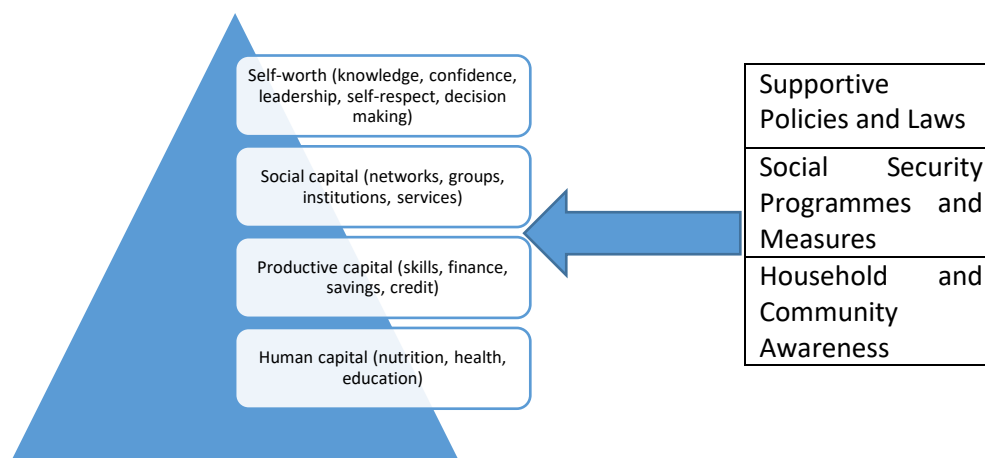 Self-worth (knowledge, confidence,
leadership, self-respect, decision
making)
Social capital (networks, groups,
institutions, services)
Productive capital (skills, finance,
savings, credit)
Human capital (nutrition, health,
education)
Supportive
Policies and Laws
Social Security
Programmes and
Measures
Household and
Community
Awareness